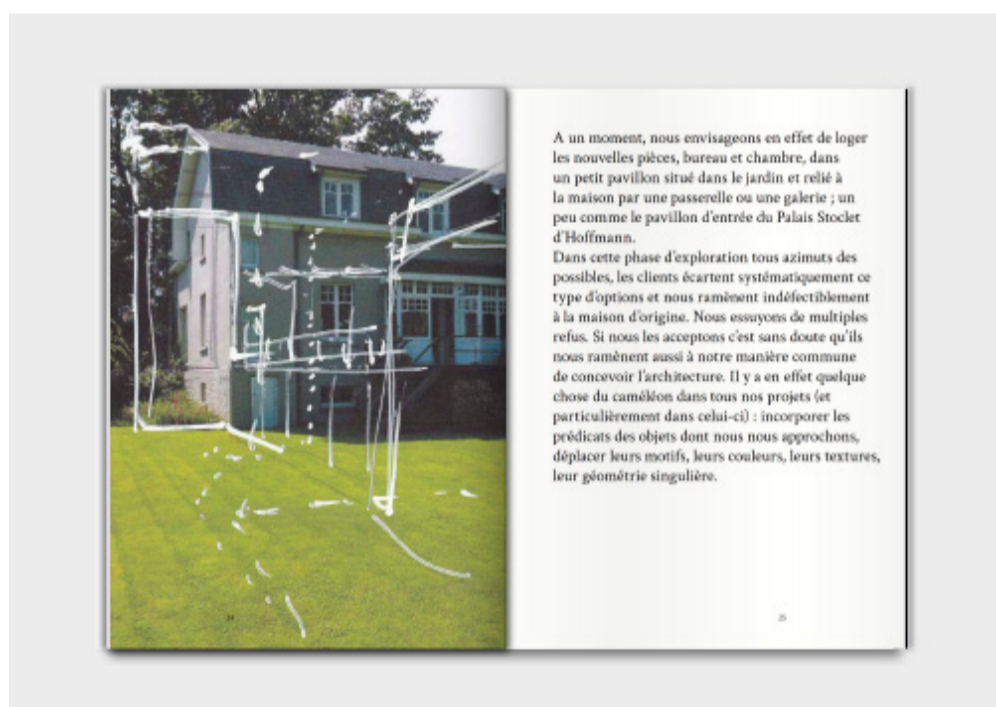 A un moment, nous envisageons en effet de loger
les nouvelles pièces, bureau et chambre, dans
un petit pavillon situé dans le jardin et relié à
la maison par une passerelle ou une galerie ; un
peu comme le pavillon d'entrée du Palais Stoclet
d'Hoffmann.
Dans cette phase d'exploration tous azimuts des
possibles, les clients écartent systématiquement ce
type d'options et nous ramènent indéfectiblement
à la maison d'origine. Nous essuyons de multiples
refus. Si nous les acceptons c'est sans doute qu'ils
nous ramènent aussi à notre manière commune
de concevoir l'architecture. Il y a en effet quelque
chose du caméléon dans tous nos projets (et
particulièrement dans celui-ci) : incorporer les
prédicats des objets dont nous nous approchons,
déplacer leurs motifs, leurs couleurs, leurs textures,
leur géométrie singulière.
24
25